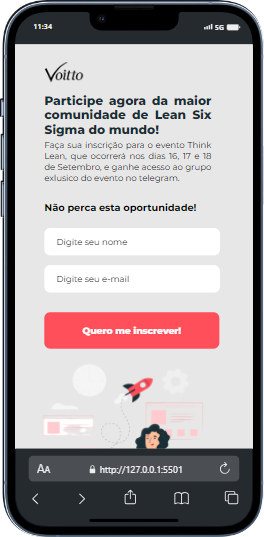 11:34
5G
Voitto
Participe agora da maior
comunidade de Lean Six
Sigma do mundo!
Faça sua inscrição para o evento Think
Lean, que ocorrerá nos dias 16, 17 e 18
de Setembro, e ganhe acesso ao grupo
exlusico do evento no telegram.
Não perca esta oportunidade!
Digite seu nome
Digite seu e-mail
Quero me inscrever!
AA
http://127.0.0.1:5501